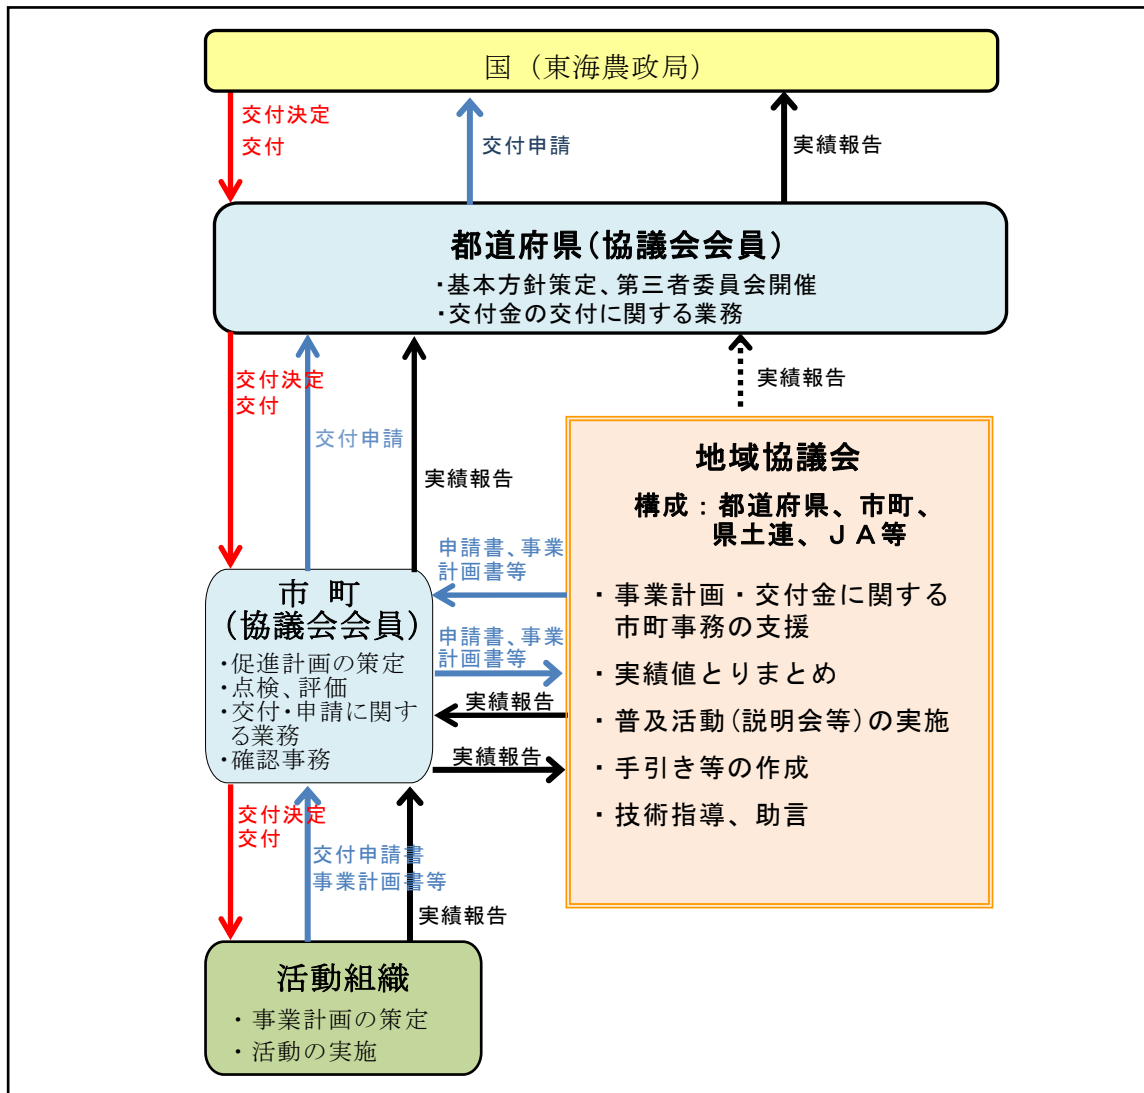 国（東海農政局）
交付決定
交付
交付申請
実績報告
都道府県（協議会会員）
・基本方針策定、第三者委員会開催
・交付金の交付に関する業務
交付決定
交付
交付申請
実績報告
実績報告
地域協議会
構成：都道府県、市町、
県土連、ＪＡ等
・事業計画・交付金に関する
市町事務の支援
・実績値とりまとめ
・普及活動（説明会等）の実施
・手引き等の作成
・技術指導、助言
申請書、事業
計画書等
申請書、事業
計画書等
実績報告
実績報告
市 町
（協議会会員）
・促進計画の策定
・点検、評価
・交付・申請に関す
る業務
・確認事務
交付決定
交付
交付申請書
事業計画書等
実績報告
活動組織
・事業計画の策定
・活動の実施